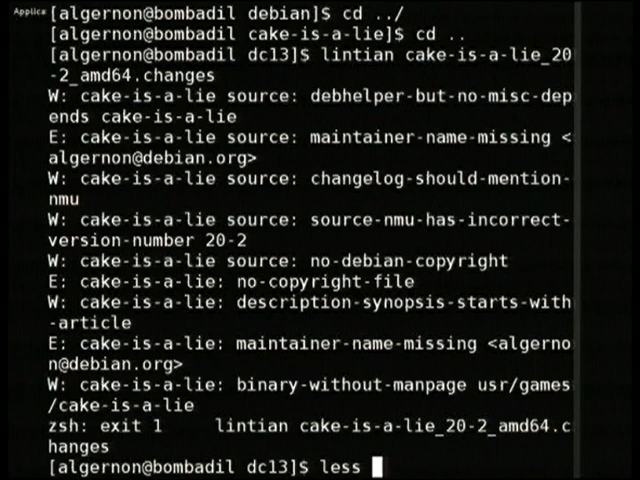 Applica
[algernon@bombadil debian]$ cd ../
[algernon@bombadil cake-is-a-lie]$ cd ..
[algernon@bombadil dc13]$ lintian cake-is-a-lie_20
-2_amd64.changes
W: cake-is-a-lie source: debhelper-but-no-misc-dep
ends cake-is-a-lie
E: cake-is-a-lie source: maintainer-name-missing <
algernon@debian.org>
W: cake-is-a-lie source: changelog-should-mention-
nmu
W: cake-is-a-lie source: source-nmu-has-incorrect-
version-number 20-2
W: cake-is-a-lie source: no-debian-copyright
E: cake-is-a-lie: no-copyright-file
W: cake-is-a-lie: description-synopsis-starts-with
-article
E: cake-is-a-lie: maintainer-name-missing <algerno
n@debian.org>
W: cake-is-a-lie: binary-without-manpage usr/games
/cake-is-a-lie
zsh: exit 1     lintian cake-is-a-lie_20-2_amd64.c
hanges
[algernon@bombadil dc13]$ less